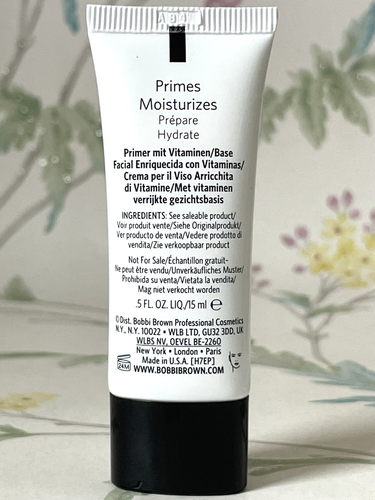 Primes
Moisturizes
Prépare
Hydrate
Primer mit Vitaminen/Base
Facial Enriquecida con Vitaminas/
Crema per il Viso Arricchita
di Vitamine/Met vitaminen
verrijkte gezichtsbasis
INGREDIENTS: See saleable product/
Voir produit vente/Siehe Originalprodukt/
Ver producto de venta/Vedere prodotto di
vendita/Zie verkoopbaar product
Not For Sale/Échantillon gratuit–
Ne peut être vendu/Unverkäufliches Muster/
Prohibida su venta/Vietata la vendita/
Mag niet verkocht worden
.5 FL. OZ. LIQ./15 ml ℮
© Dist. Bobbi Brown Professional Cosmetics
N.Y., N.Y. 10022 • WLB LTD, GU32 3DD, UK
WLBS NV, OEVEL BE-2260
New York • London • Paris
Made in U.S.A. [H7EP]
24M
WWW.BOBBIBROWN.COM